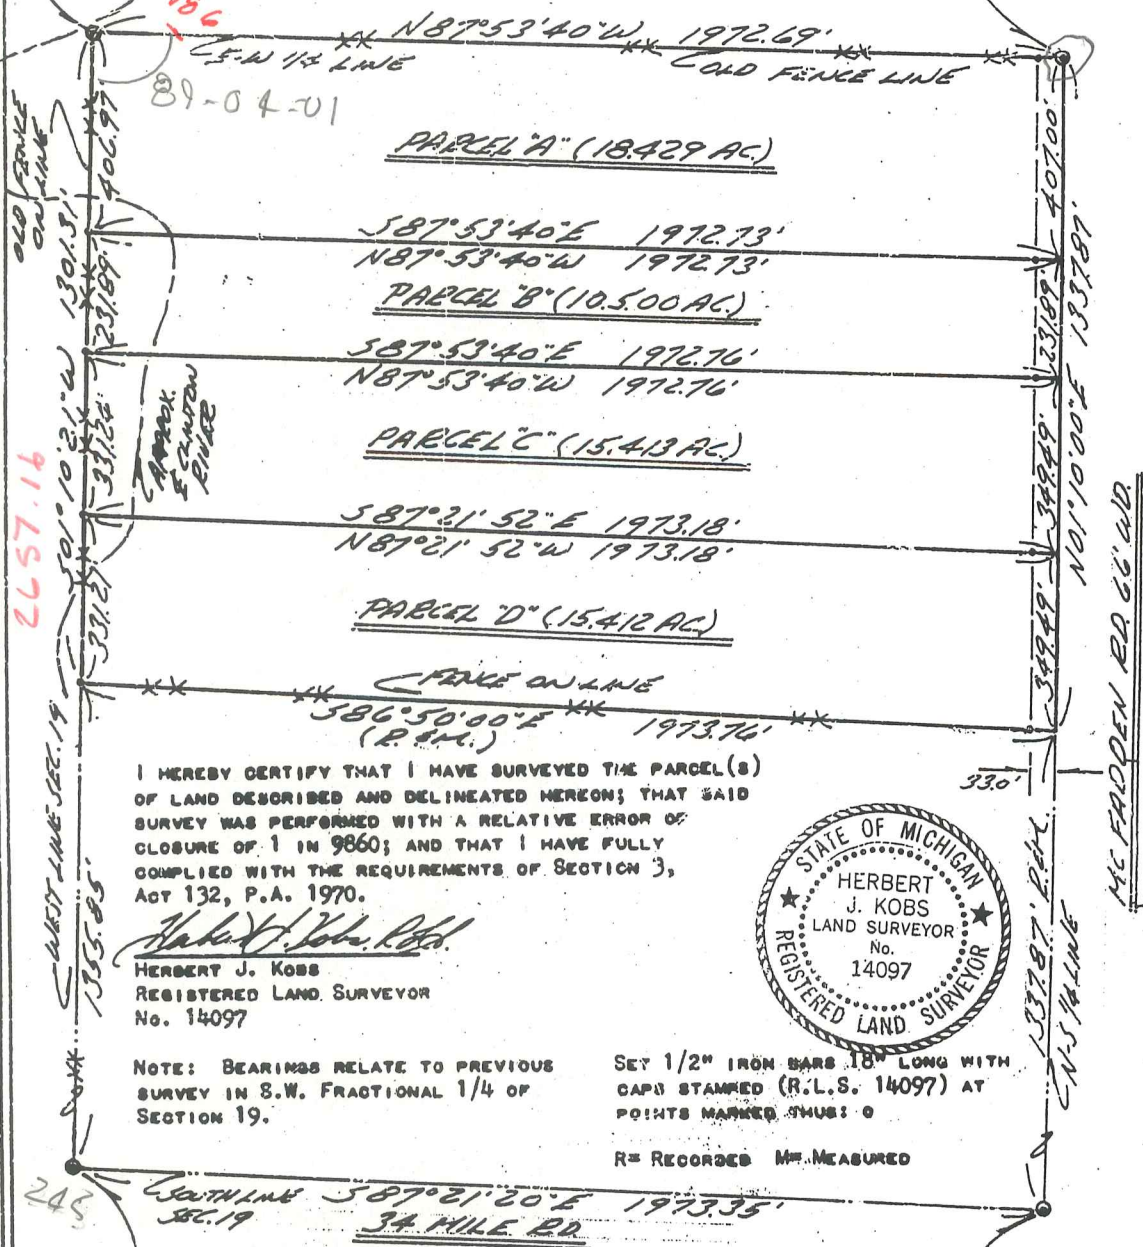 186
N87°53'40"W 1972.69'
E-W 1/4 LINE
OLD FENCE LINE
89-04-01
OLD FENCE
ON LINE
406.97'
407.00'
PARCEL "A" (18.429 AC.)
S87°53'40"E 1972.73'
N87°53'40"W 1972.73'
1301.31'
231.89'
231.89'
1337.87'
PARCEL "B" (10.500 AC.)
S87°53'40"E 1972.76'
N87°53'40"W 1972.76'
APPROX.
℄ CLINTON
RIVER
S01°10'21"W
331.24'
349.49'
N01°10'00"E
PARCEL "C" (15.413 AC.)
2657.16
S87°21'52"E 1973.18'
N87°21'52"W 1973.18'
MC FADDEN RD. 66' WD.
331.27'
349.49'
PARCEL "D" (15.412 AC.)
FENCE ON LINE
S86°50'00"E 1973.76'
(R.&M.)
33.0'
WEST LINE SEC. 19
1355.85'
1337.87' R.&M.
N-S 1/4 LINE
I HEREBY CERTIFY THAT I HAVE SURVEYED THE PARCEL(S)
OF LAND DESCRIBED AND DELINEATED HEREON; THAT SAID
SURVEY WAS PERFORMED WITH A RELATIVE ERROR OF
CLOSURE OF 1 IN 9860; AND THAT I HAVE FULLY
COMPLIED WITH THE REQUIREMENTS OF SECTION 3,
ACT 132, P.A. 1970.
Herbert J. Kobs R.L.S.
HERBERT J. KOBS
REGISTERED LAND SURVEYOR
No. 14097
STATE OF MICHIGAN
HERBERT
J. KOBS
LAND SURVEYOR
No.
14097
REGISTERED LAND SURVEYOR
NOTE: BEARINGS RELATE TO PREVIOUS
SURVEY IN S.W. FRACTIONAL 1/4 OF
SECTION 19.
SET 1/2" IRON BARS 18" LONG WITH
CAPS STAMPED (R.L.S. 14097) AT
POINTS MARKED THUS: O
R= RECORDED M= MEASURED
245
SOUTH LINE S87°21'20"E 1973.35'
SEC. 19
34 MILE RD.